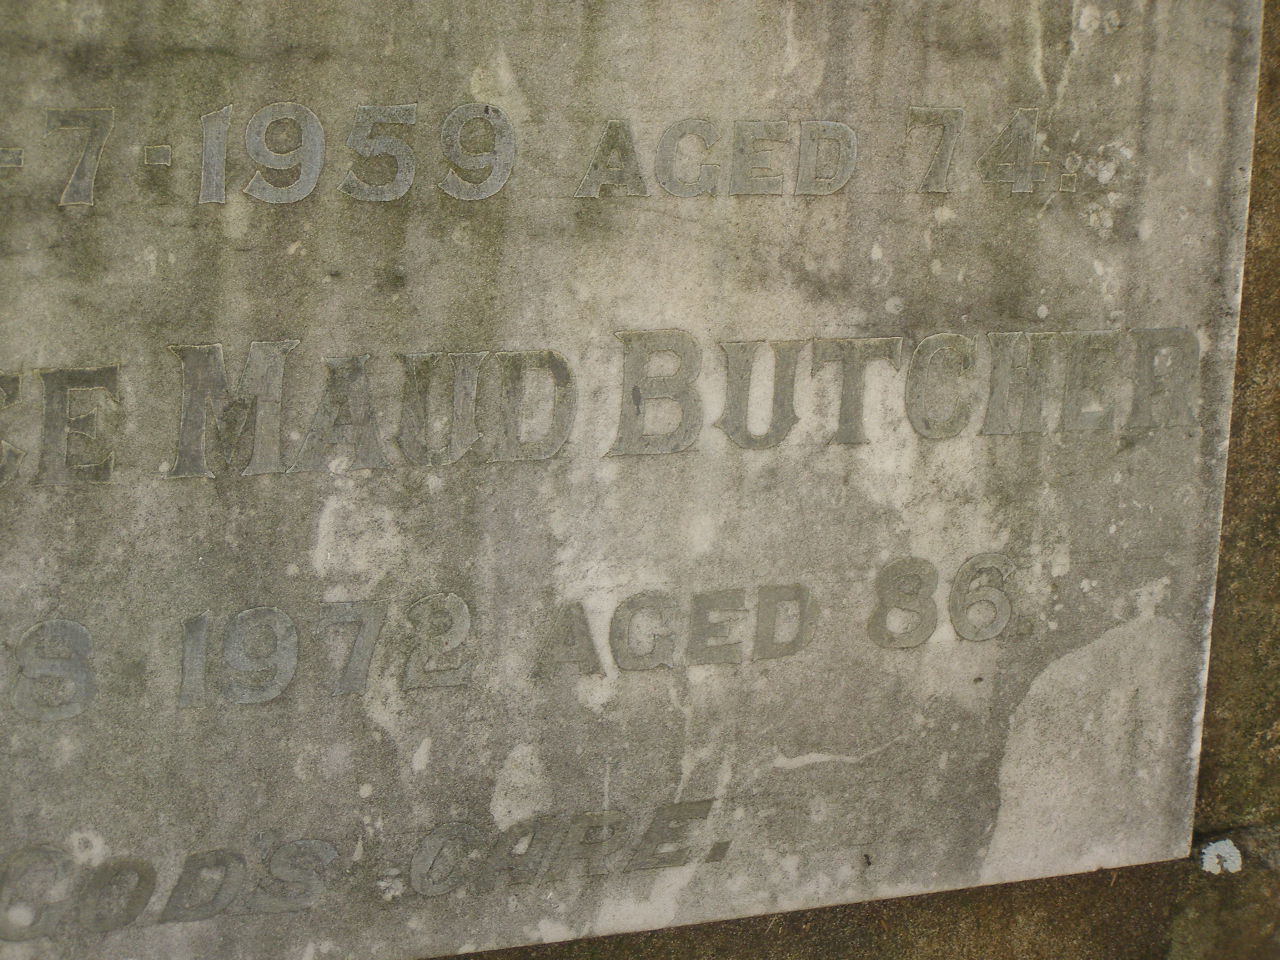 -7-1959 AGED 74.
CE MAUD BUTCHER
8 1972 AGED 86.
GODS CARE.